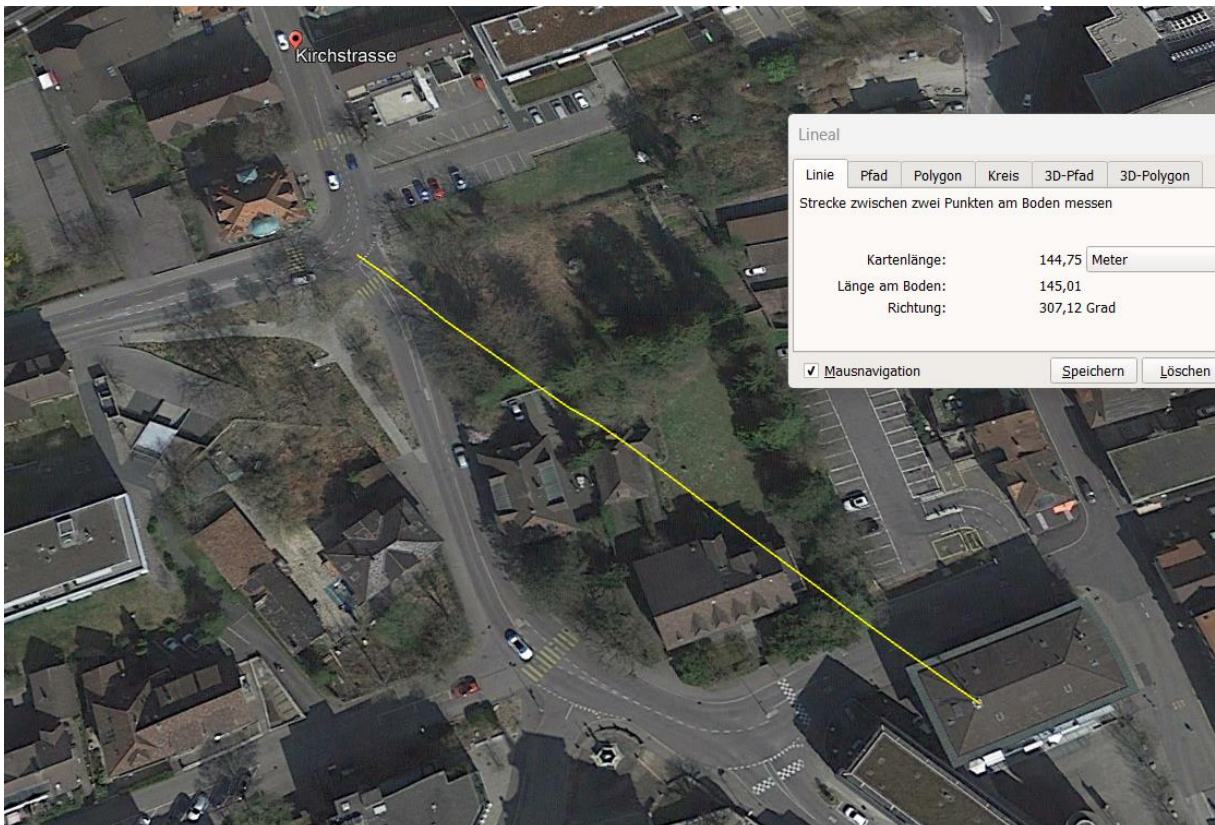 Kirchstrasse
Lineal
Linie Pfad Polygon Kreis 3D-Pfad 3D-Polygon
Strecke zwischen zwei Punkten am Boden messen
Kartenlänge: 144,75 Meter
Länge am Boden: 145,01
Richtung: 307,12 Grad
Mausnavigation Speichern Löschen